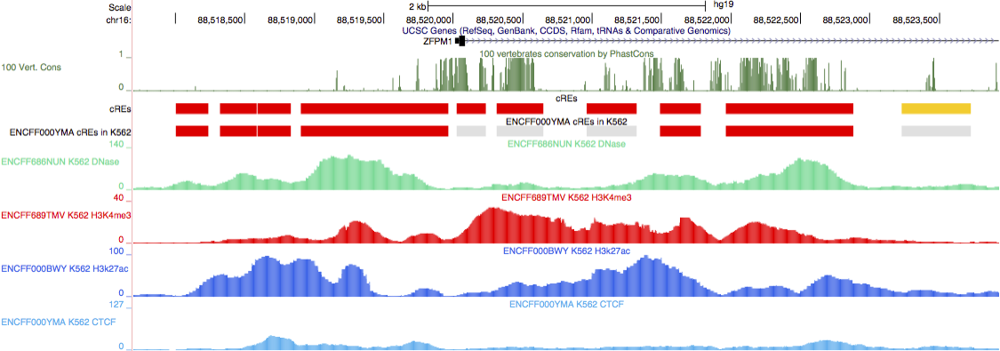 Scale 2 kb hg19
chr16: 88,518,500 88,519,000 88,519,500 88,520,000 88,520,500 88,521,000 88,521,500 88,522,000 88,522,500 88,523,000 88,523,500
UCSC Genes (RefSeq, GenBank, CCDS, Rfam, tRNAs & Comparative Genomics)
ZFPM1
100 vertebrates conservation by PhastCons
1
100 Vert. Cons
0
cREs
cREs
ENCFF000YMA cREs in K562
ENCFF000YMA cREs in K562
ENCFF686NUN K562 DNase
140
ENCFF686NUN K562 DNase
0
ENCFF689TMV K562 H3K4me3
40
ENCFF689TMV K562 H3K4me3
0
ENCFF000BWY K562 H3k27ac
100
ENCFF000BWY K562 H3k27ac
0
ENCFF000YMA K562 CTCF
127
ENCFF000YMA K562 CTCF
0